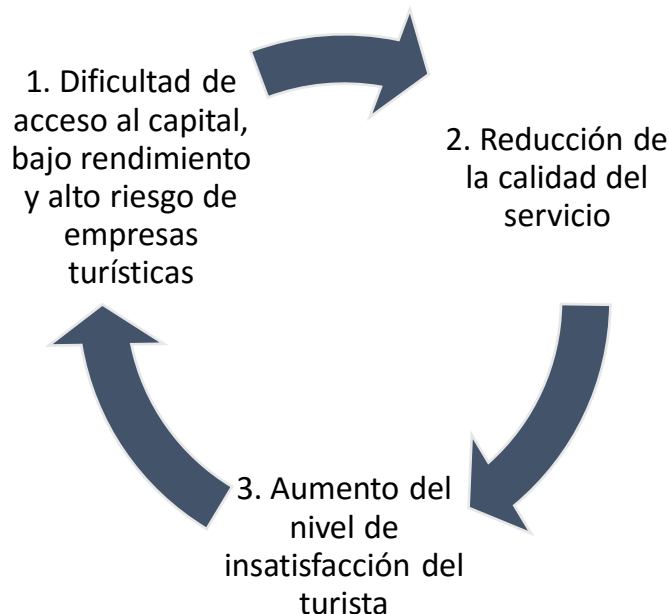 1. Dificultad de
acceso al capital,
bajo rendimiento
y alto riesgo de
empresas
turísticas
2. Reducción de
la calidad del
servicio
3. Aumento del
nivel de
insatisfacción del
turista